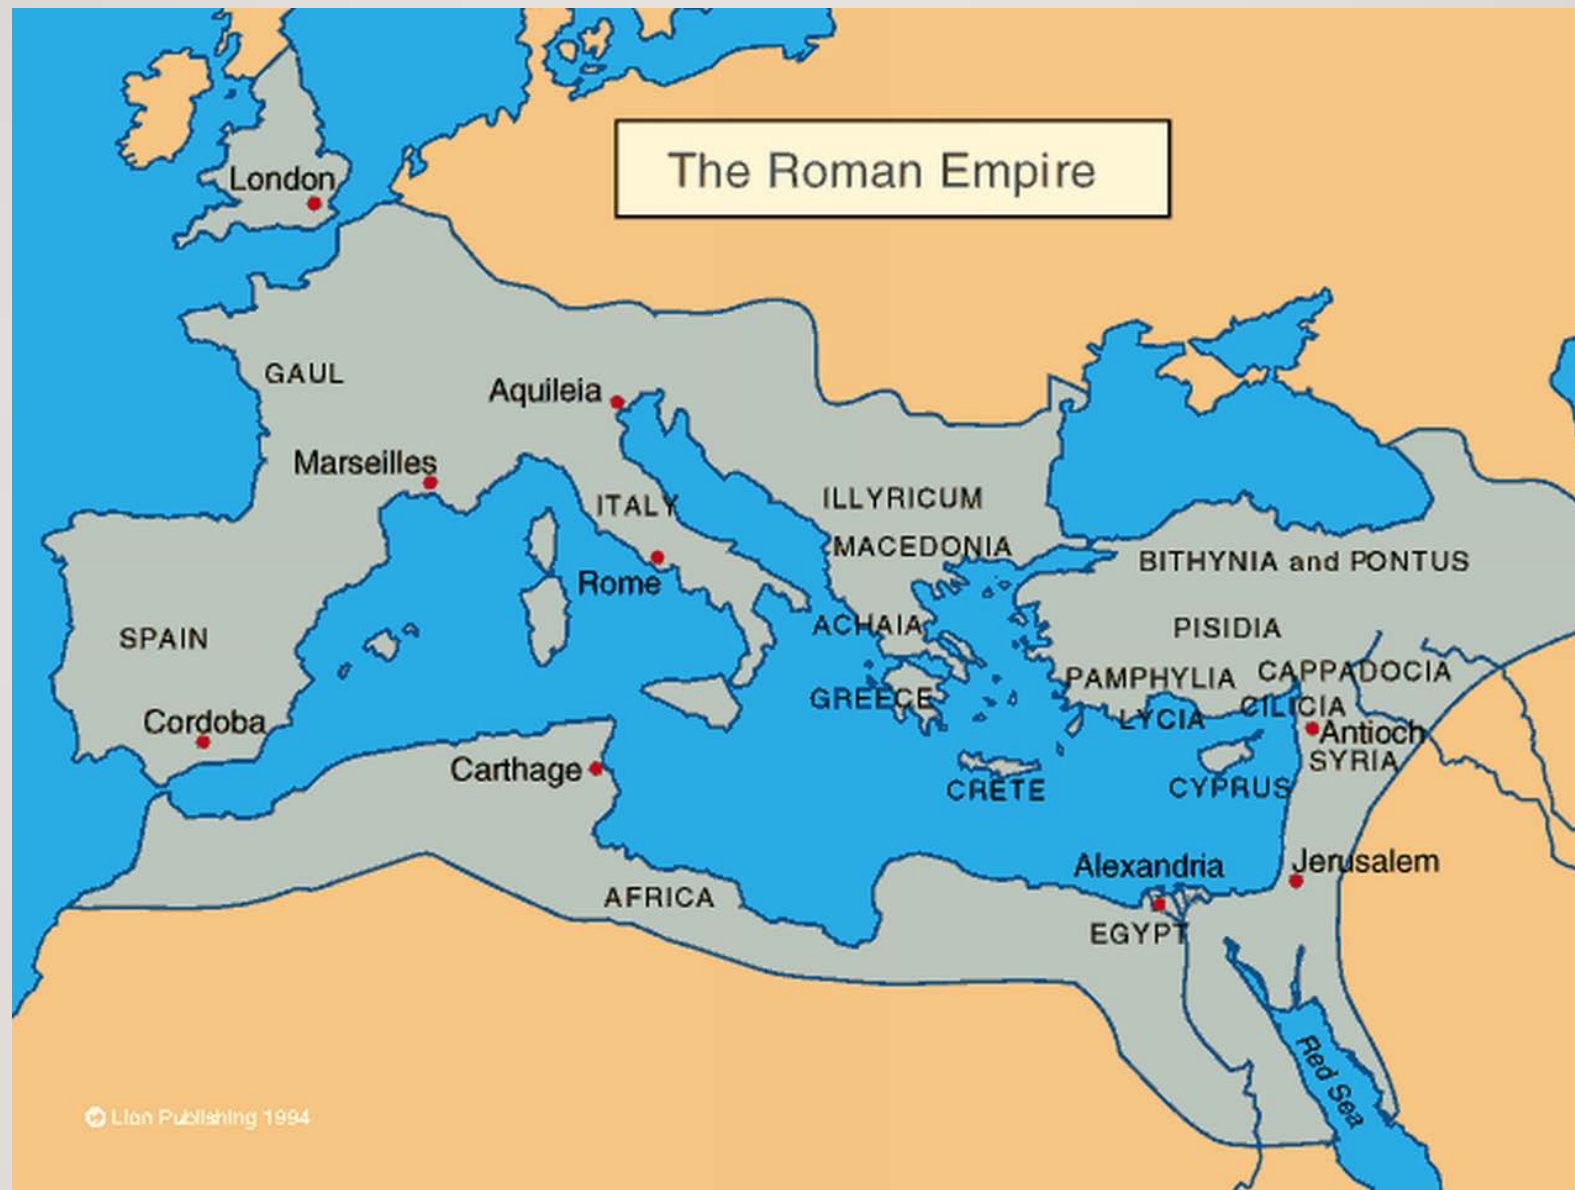 The Roman Empire
London
GAUL
Aquileia
Marseilles
ITALY
ILLYRICUM
MACEDONIA
BITHYNIA and PONTUS
Rome
SPAIN
ACHAIA
PISIDIA
PAMPHYLIA
CAPPADOCIA
GREECE
LYCIA
CILICIA
Cordoba
Antioch
SYRIA
Carthage
CRETE
CYPRUS
Alexandria
Jerusalem
AFRICA
EGYPT
Red Sea
© Lion Publishing 1994